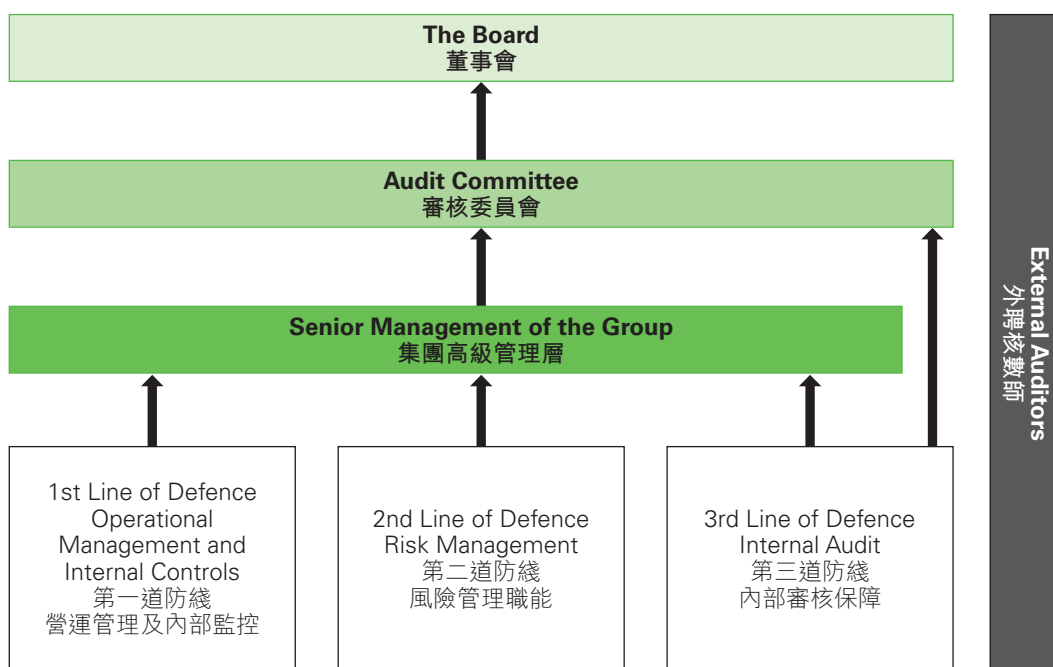 The Board
董事會
Audit Committee
審核委員會
Senior Management of the Group
集團高級管理層
1st Line of Defence
Operational
Management and
Internal Controls
第一道防綫
營運管理及內部監控
2nd Line of Defence
Risk Management
第二道防綫
風險管理職能
3rd Line of Defence
Internal Audit
第三道防綫
內部審核保障
External Auditors
外聘核數師